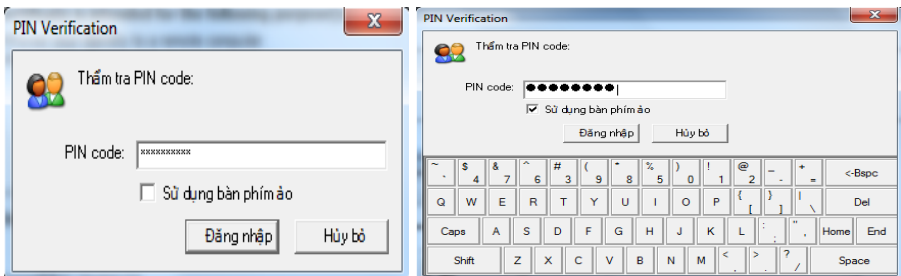 PIN Verification
Thẩm tra PIN code:
PIN code: xxxxxxxxxx
Sử dụng bàn phím ảo
Đăng nhập Hủy bỏ
PIN Verification
Thẩm tra PIN code:
PIN code: ●●●●●●●●●
Sử dụng bàn phím ảo
Đăng nhập Hủy bỏ
~ ` $ 4 & 7 ^ 6 # 3 ( 9 * 8 % 5 ) 0 ! 1 @ 2 _ - + = <-Bspc
Q W E R T Y U I O P { [ } ] | \ Del
Caps A S D F G H J K L : ; " ' Home End
Shift Z X C V B N M < , > . ? / Space